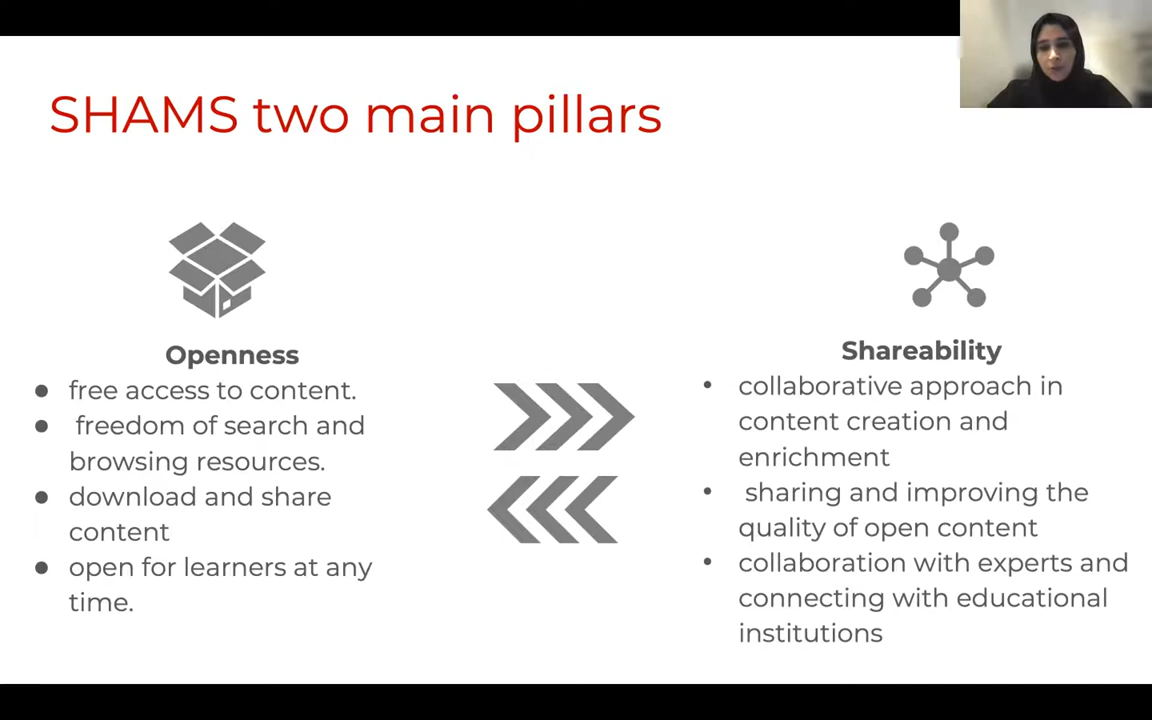 SHAMS two main pillars
Openness
● free access to content.
● freedom of search and
browsing resources.
● download and share
content
● open for learners at any
time.
Shareability
• collaborative approach in
content creation and
enrichment
• sharing and improving the
quality of open content
• collaboration with experts and
connecting with educational
institutions